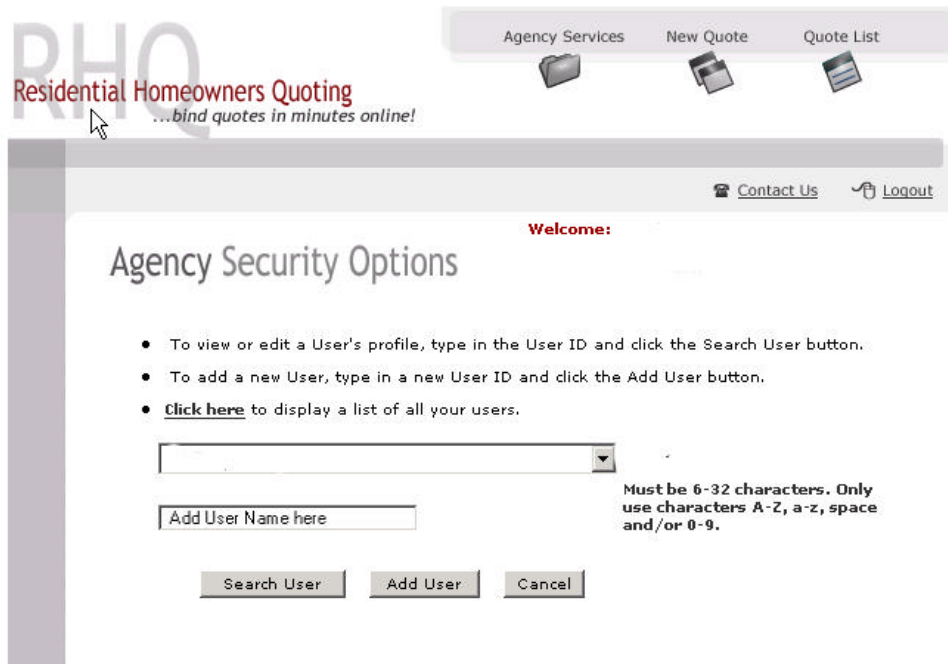 RHQ
Residential Homeowners Quoting
...bind quotes in minutes online!
Agency Services
New Quote
Quote List
Contact Us
Logout
Welcome:
Agency Security Options
• To view or edit a User's profile, type in the User ID and click the Search User button.
• To add a new User, type in a new User ID and click the Add User button.
• Click here to display a list of all your users.
Must be 6-32 characters. Only
use characters A-Z, a-z, space
and/or 0-9.
Add User Name here
Search User
Add User
Cancel